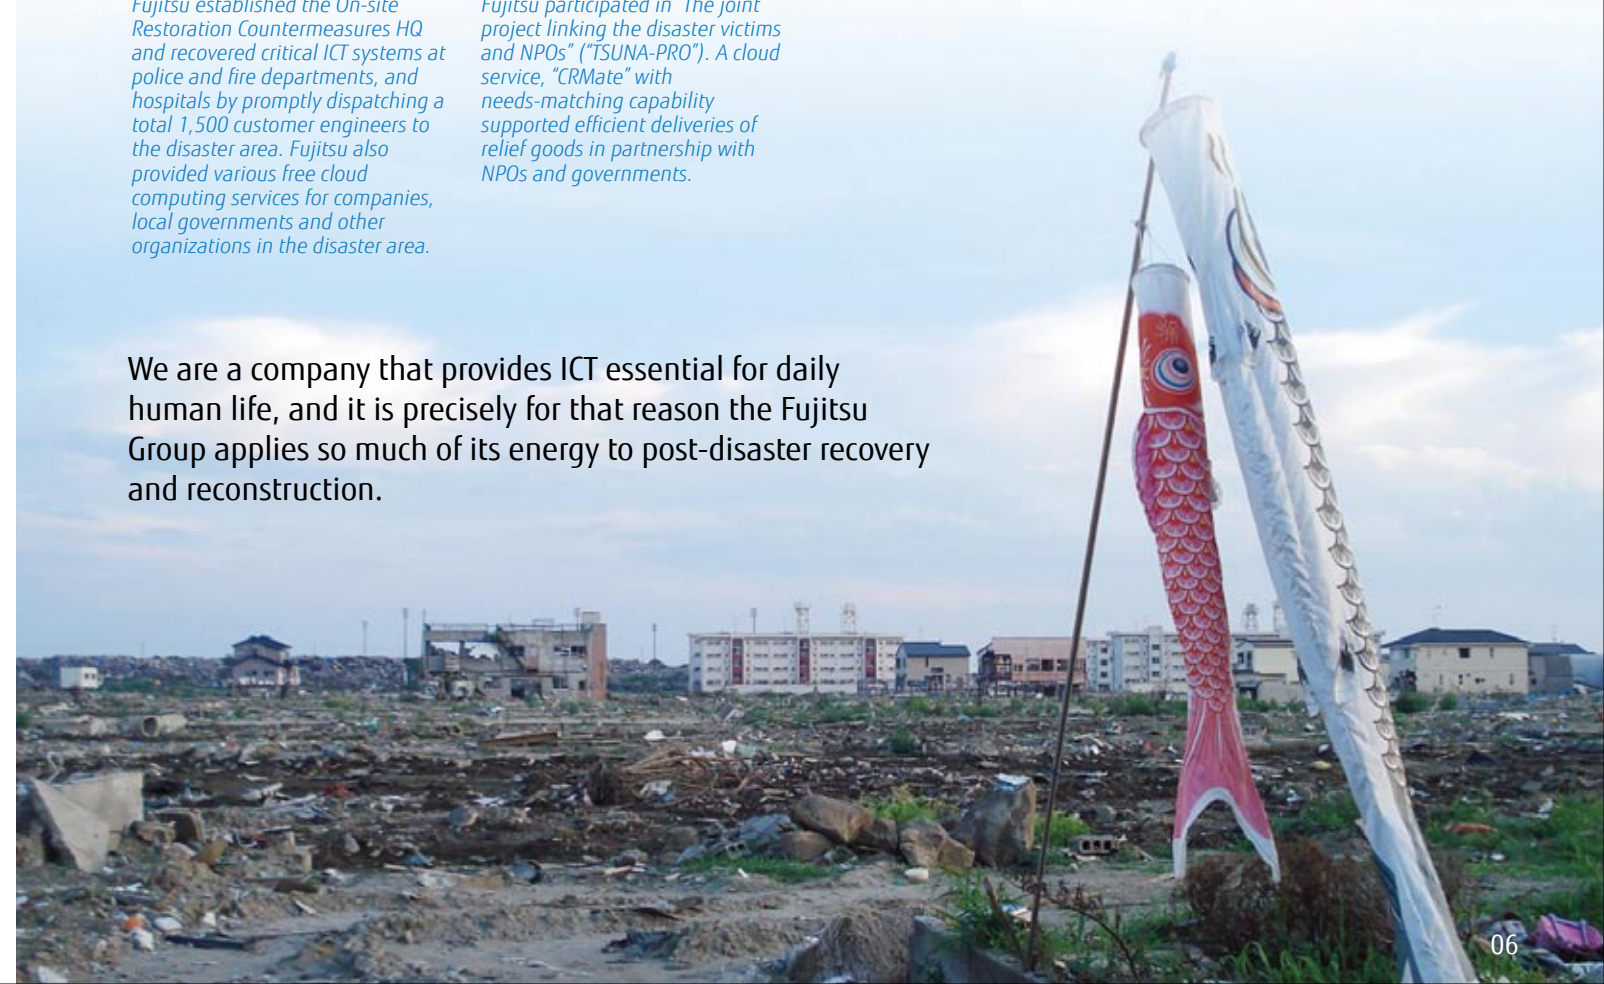 Fujitsu established the On-site
Restoration Countermeasures HQ
and recovered critical ICT systems at
police and fire departments, and
hospitals by promptly dispatching a
total 1,500 customer engineers to
the disaster area. Fujitsu also
provided various free cloud
computing services for companies,
local governments and other
organizations in the disaster area.
Fujitsu participated in “The joint
project linking the disaster victims
and NPOs” (“TSUNA-PRO”). A cloud
service, “CRMate” with
needs-matching capability
supported efficient deliveries of
relief goods in partnership with
NPOs and governments.
We are a company that provides ICT essential for daily
human life, and it is precisely for that reason the Fujitsu
Group applies so much of its energy to post-disaster recovery
and reconstruction.
06